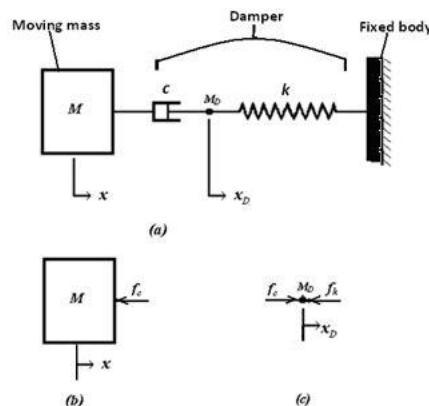 Damper
Moving mass
Fixed body
M
c
M_D
k
x
x_D
(a)
M
f_c
f_c
M_D
f_k
x
x_D
(b)
(c)